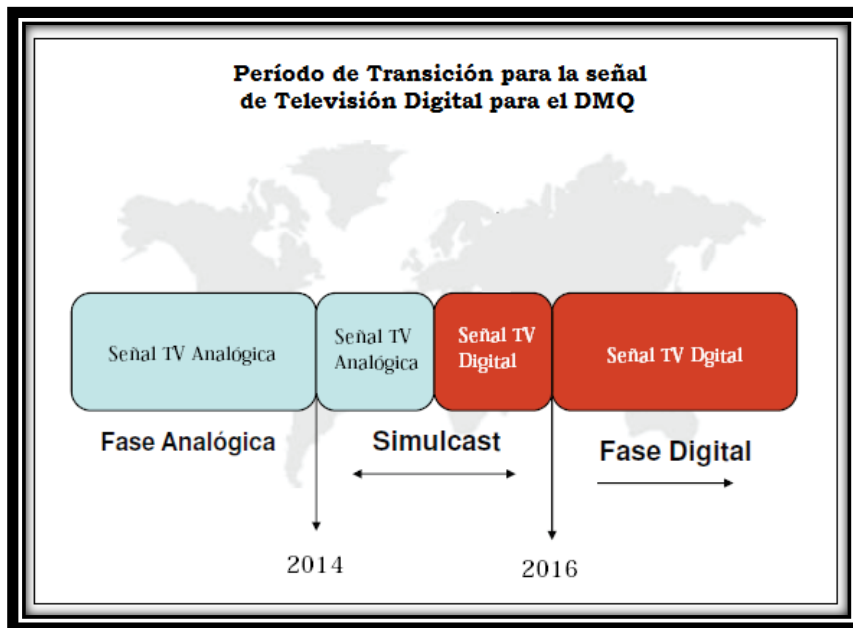 Período de Transición para la señal
de Televisión Digital para el DMQ
Señal TV Analógica
Señal TV
Analógica
Señal TV
Digital
Señal TV Dgital
Fase Analógica
Simulcast
Fase Digital
2014
2016